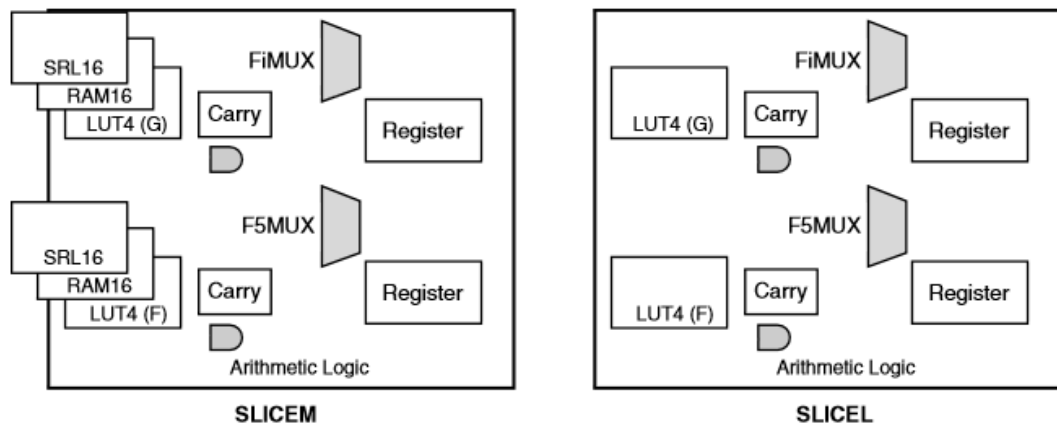 SRL16
RAM16
LUT4 (G)
Carry
FiMUX
Register
SRL16
RAM16
LUT4 (F)
Carry
F5MUX
Register
Arithmetic Logic
SLICEM
LUT4 (G)
Carry
FiMUX
Register
LUT4 (F)
Carry
F5MUX
Register
Arithmetic Logic
SLICEL